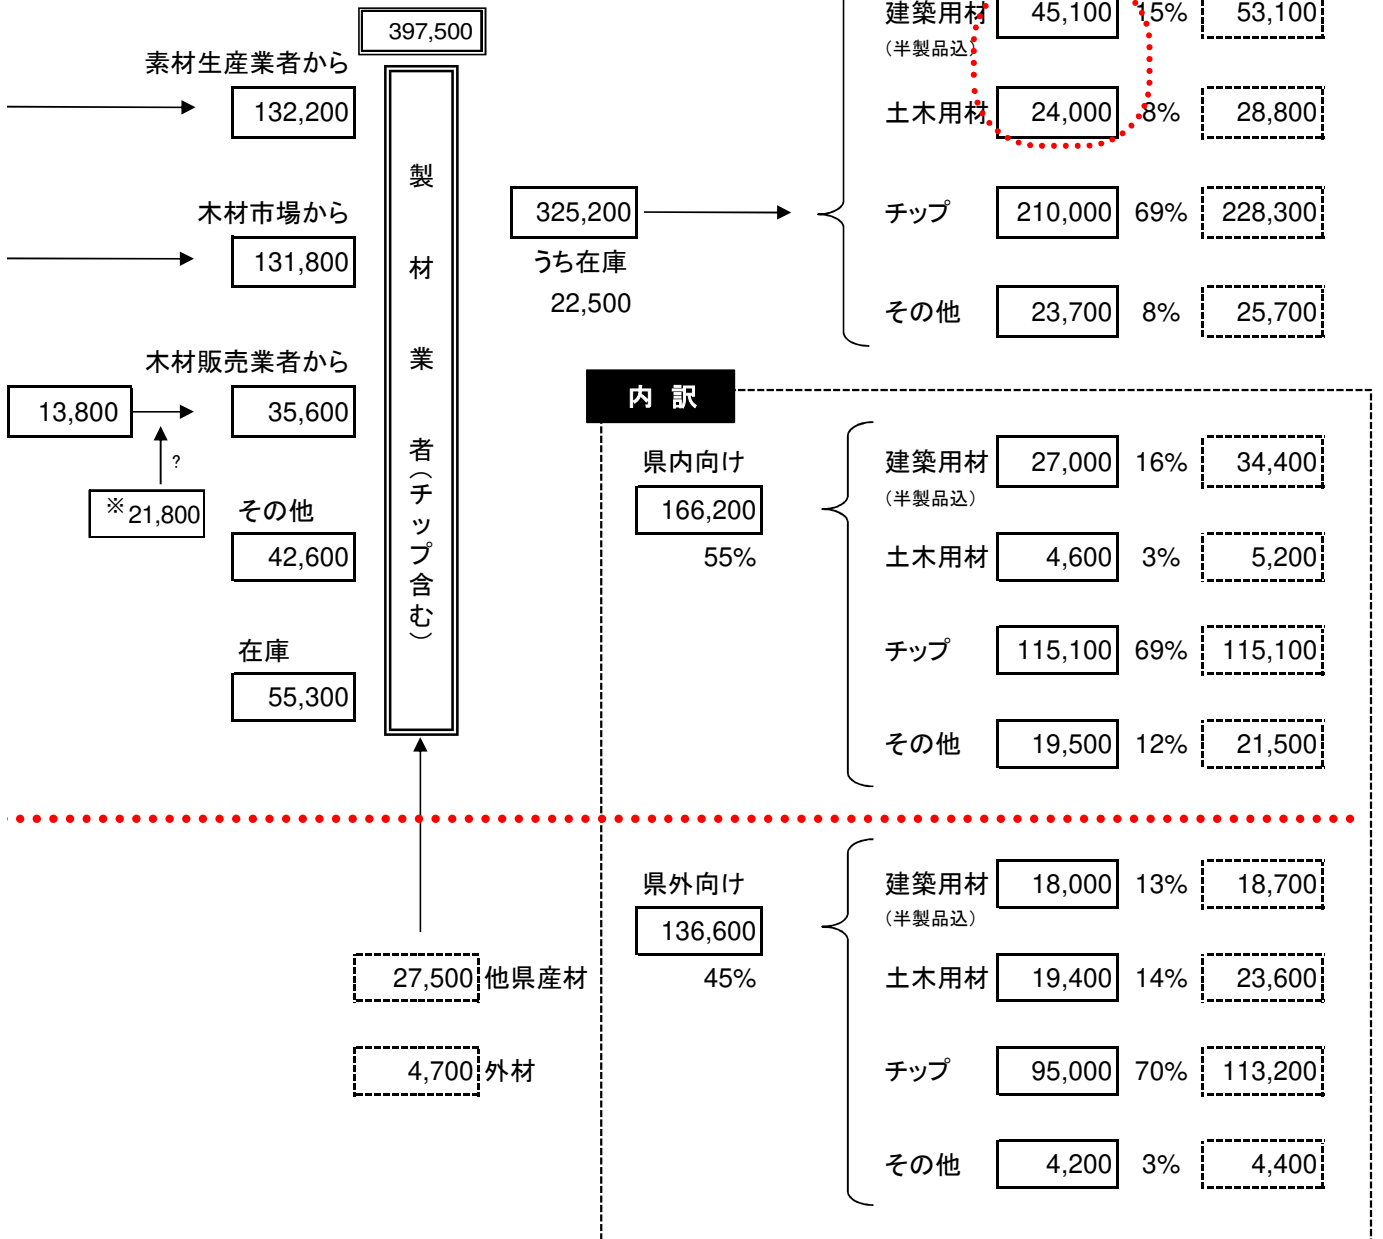 397,500
素材生産業者から
132,200
木材市場から
131,800
木材販売業者から
13,800
35,600
?
※21,800
その他
42,600
在庫
55,300
製材業者(チップ含む)
27,500 他県産材
4,700 外材
325,200
うち在庫
22,500
建築用材 45,100 15% 53,100
(半製品込)
土木用材 24,000 8% 28,800
チップ 210,000 69% 228,300
その他 23,700 8% 25,700
内 訳
県内向け
166,200
55%
建築用材 27,000 16% 34,400
(半製品込)
土木用材 4,600 3% 5,200
チップ 115,100 69% 115,100
その他 19,500 12% 21,500
県外向け
136,600
45%
建築用材 18,000 13% 18,700
(半製品込)
土木用材 19,400 14% 23,600
チップ 95,000 70% 113,200
その他 4,200 3% 4,400